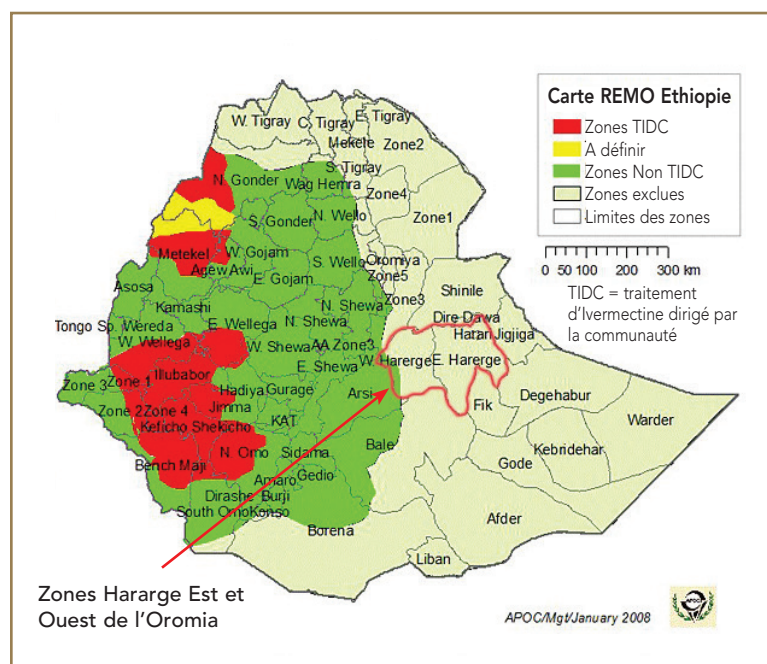 Carte REMO Ethiopie
Zones TIDC
A définir
Zones Non TIDC
Zones exclues
Limites des zones
0 50 100 200 300 km
TIDC = traitement
d’Ivermectine dirigé par
la communauté
W. Tigray
C. Tigray
E. Tigray
Mekele
Zone2
S. Tigray
N. Gonder
Wag Hemra
Zone4
Zone1
S. Gonder
N. Wello
Metekel
W. Gojam
Agew Awi
S. Wello
Oromiya
Zone5
E. Gojam
Asosa
Zone3
Shinile
Kamashi
N. Shewa
Dire Dawa
Tongo Sp. Wereda
E. Wellega
N. Shewa
Jigjiga
W. Wellega
W. Shewa
AA
Zone3
W. Harerge
E. Harerge
E. Shewa
Zone 3
Zone 1
Illubabor
Hadiya
Gurage
Arsi
Fik
Degehabur
Zone 2
Zone 4
Jimma
KAT
Warder
Keficho Shekicho
Bale
Kebridehar
Bench Maji
N. Omo
Sidama
Gode
Amaro
Gedio
Dirashe
Burji
South Omo
Konso
Borena
Afder
Liban
Zones Hararge Est et
Ouest de l’Oromia
APOC/Mgt/January 2008
APOC